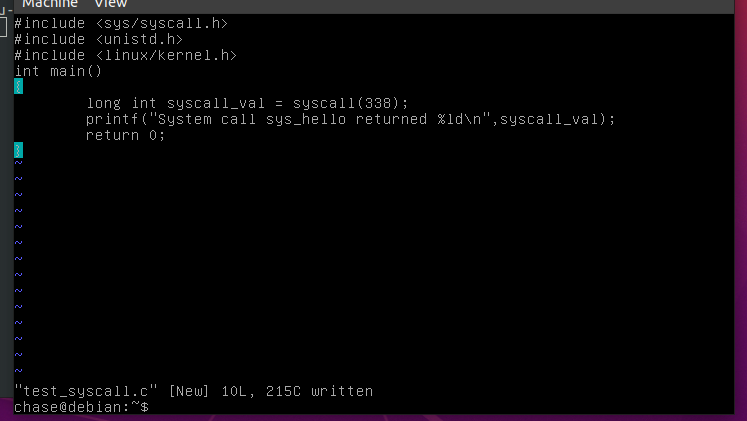 Machine View
#include <sys/syscall.h>
#include <unistd.h>
#include <linux/kernel.h>
int main()
{
        long int syscall_val = syscall(338);
        printf("System call sys_hello returned %ld\n",syscall_val);
        return 0;
}
~
~
~
~
~
~
~
~
~
~
~
~
~
~
"test_syscall.c" [New] 10L, 215C written
chase@debian:~$